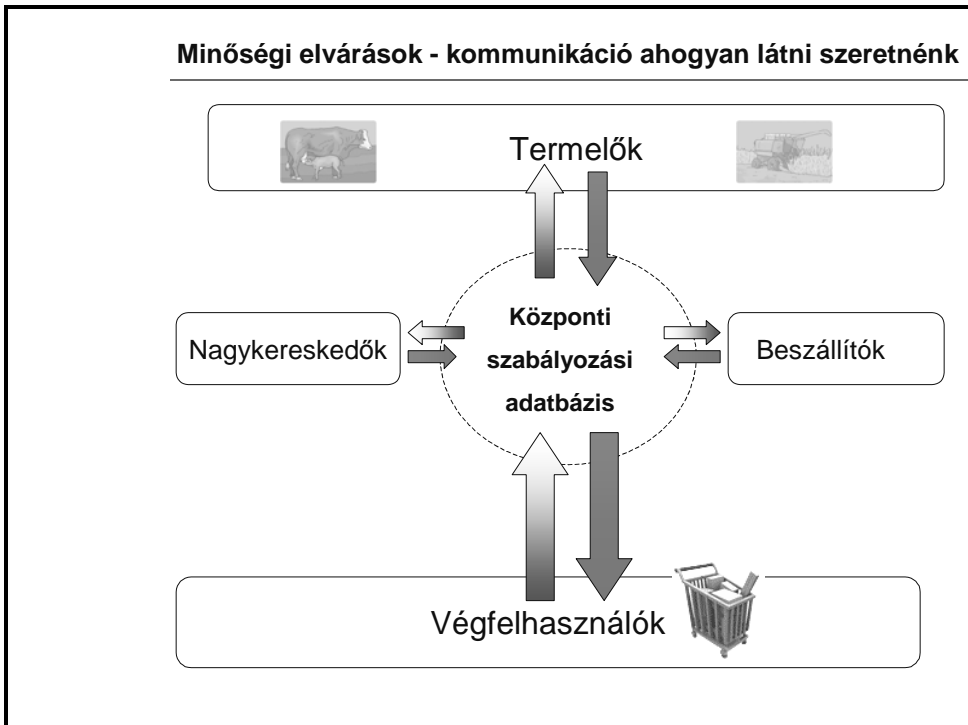 Minőségi elvárások - kommunikáció ahogyan látni szeretnénk
Termelők
Központi
szabályozási
adatbázis
Nagykereskedők
Beszállítók
Végfelhasználók